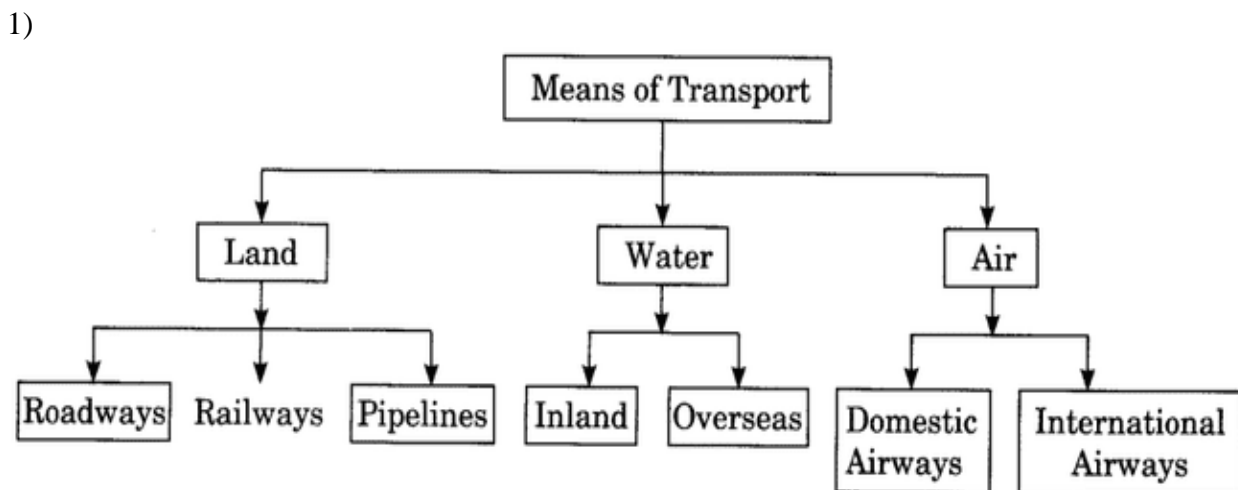 1)
Means of Transport
Land
Water
Air
Roadways
Railways
Pipelines
Inland
Overseas
Domestic
Airways
International
Airways